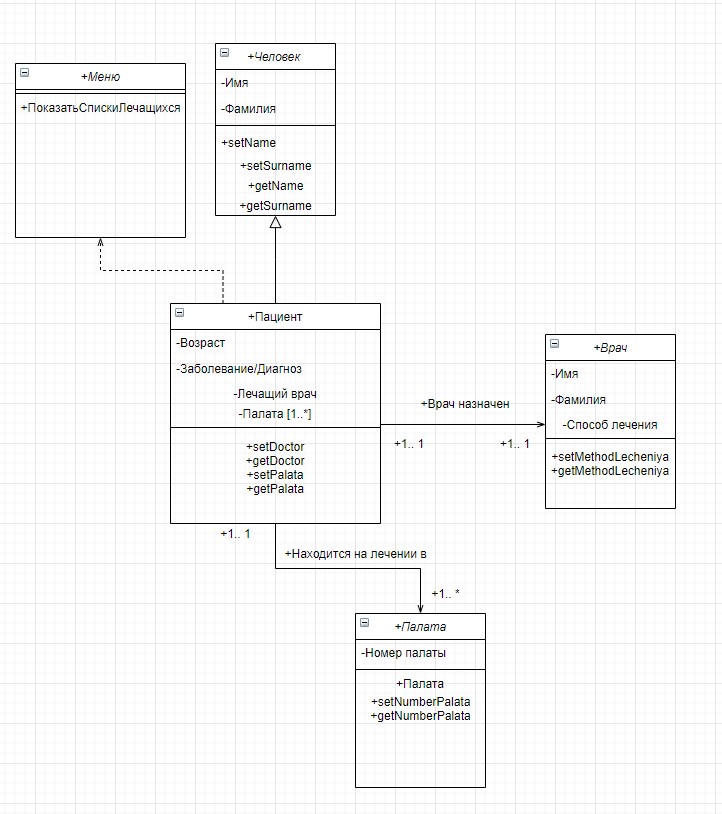 +Меню
+ПоказатьСпискиЛечащихся
+Человек
-Имя
-Фамилия
+setName
+setSurname
+getName
+getSurname
+Пациент
-Возраст
-Заболевание/Диагноз
-Лечащий врач
-Палата [1..*]
+setDoctor
+getDoctor
+setPalata
+getPalata
+Врач назначен
+1.. 1
+1.. 1
+Врач
-Имя
-Фамилия
-Способ лечения
+setMethodLecheniya
+getMethodLecheniya
+1.. 1
+Находится на лечении в
+1.. *
+Палата
-Номер палаты
+Палата
+setNumberPalata
+getNumberPalata